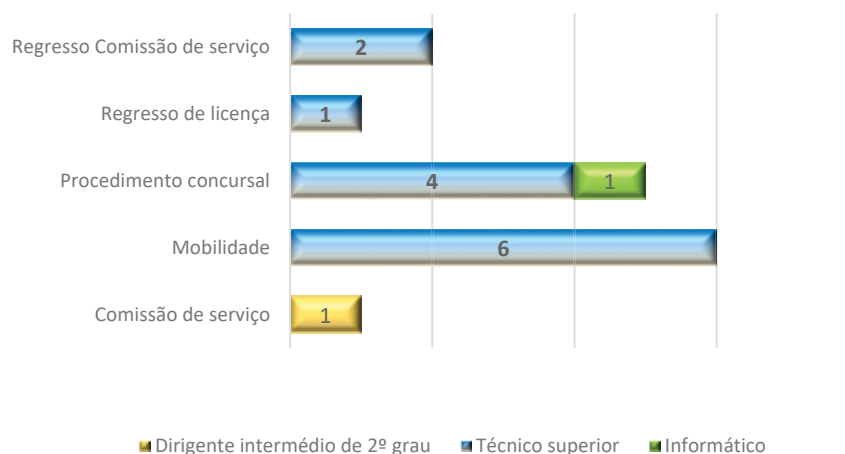 Regresso Comissão de serviço 2
Regresso de licença 1
Procedimento concursal 4 1
Mobilidade 6
Comissão de serviço 1
Dirigente intermédio de 2º grau Técnico superior Informático